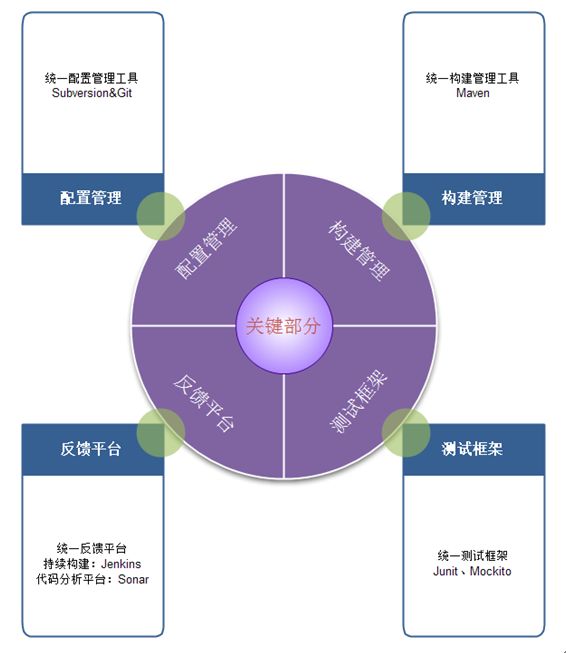 统一配置管理工具
Subversion&Git
配置管理
统一构建管理工具
Maven
构建管理
配置管理
构建管理
关键部分
反馈平台
测试框架
反馈平台
统一反馈平台
持续构建：Jenkins
代码分析平台：Sonar
测试框架
统一测试框架
Junit、Mockito